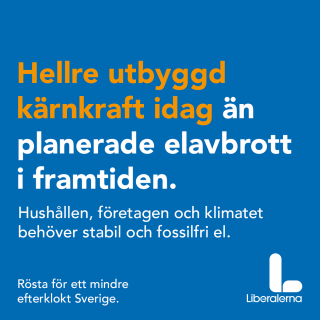 Hellre utbyggd
kärnkraft idag än
planerade elavbrott
i framtiden.
Hushållen, företagen och klimatet
behöver stabil och fossilfri el.
Rösta för ett mindre
efterklokt Sverige.
Liberalerna